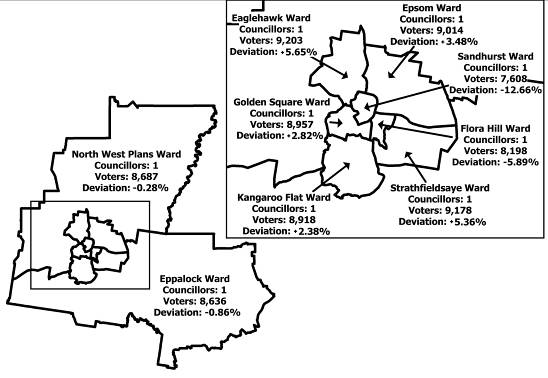 Eaglehawk Ward
Councillors: 1
Voters: 9,203
Deviation: +5.65%
Epsom Ward
Councillors: 1
Voters: 9,014
Deviation: +3.48%
Sandhurst Ward
Councillors: 1
Voters: 7,608
Deviation: -12.66%
Golden Square Ward
Councillors: 1
Voters: 8,957
Deviation: +2.82%
Flora Hill Ward
Councillors: 1
Voters: 8,198
Deviation: -5.89%
Kangaroo Flat Ward
Councillors: 1
Voters: 8,918
Deviation: +2.38%
Strathfieldsaye Ward
Councillors: 1
Voters: 9,178
Deviation: +5.36%
North West Plans Ward
Councillors: 1
Voters: 8,687
Deviation: -0.28%
Eppalock Ward
Councillors: 1
Voters: 8,636
Deviation: -0.86%